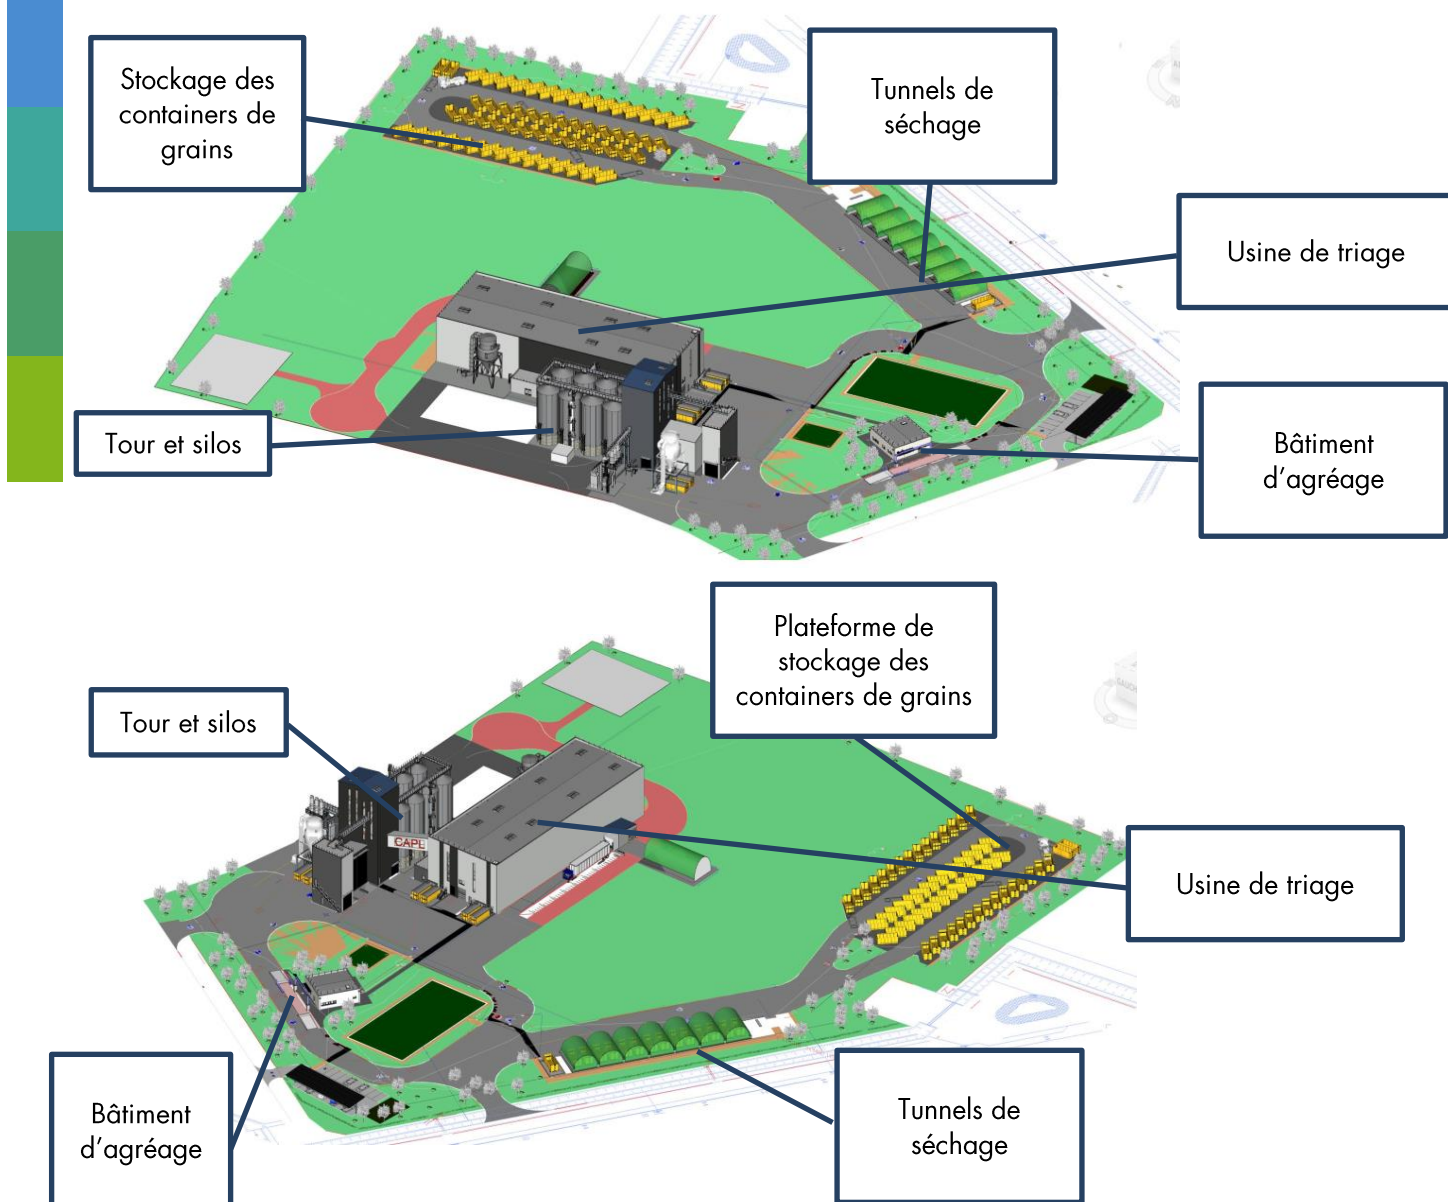 Stockage des
containers de
grains
Tunnels de
séchage
Usine de triage
Tour et silos
Bâtiment
d’agréage
Plateforme de
stockage des
containers de grains
Tour et silos
CAPL
Usine de triage
Bâtiment
d’agréage
Tunnels de
séchage